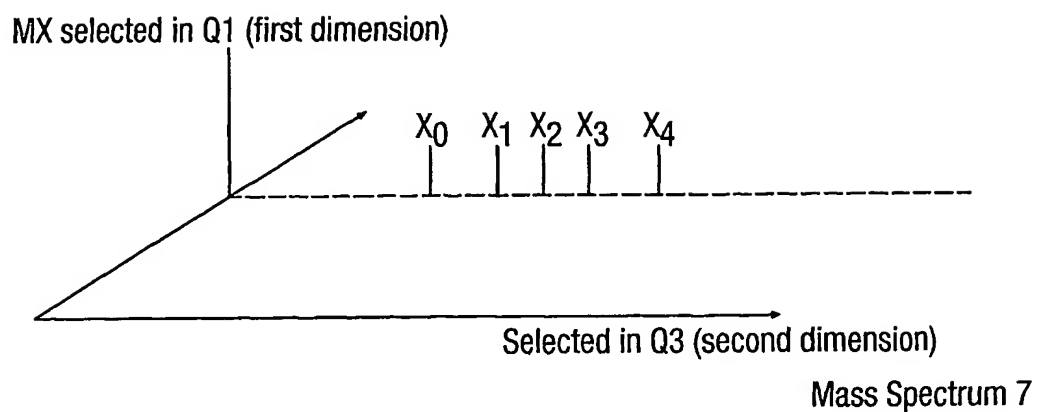 MX selected in Q1 (first dimension)
X0 X1 X2 X3 X4
Selected in Q3 (second dimension)
Mass Spectrum 7